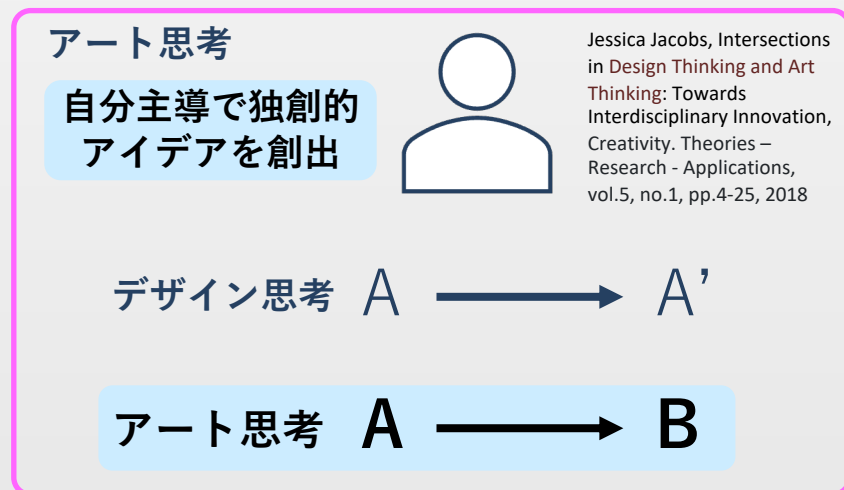 アート思考
自分主導で独創的
アイデアを創出
Jessica Jacobs, Intersections
in Design Thinking and Art
Thinking: Towards
Interdisciplinary Innovation,
Creativity. Theories –
Research - Applications,
vol.5, no.1, pp.4-25, 2018
デザイン思考 A → A’
アート思考 A → B